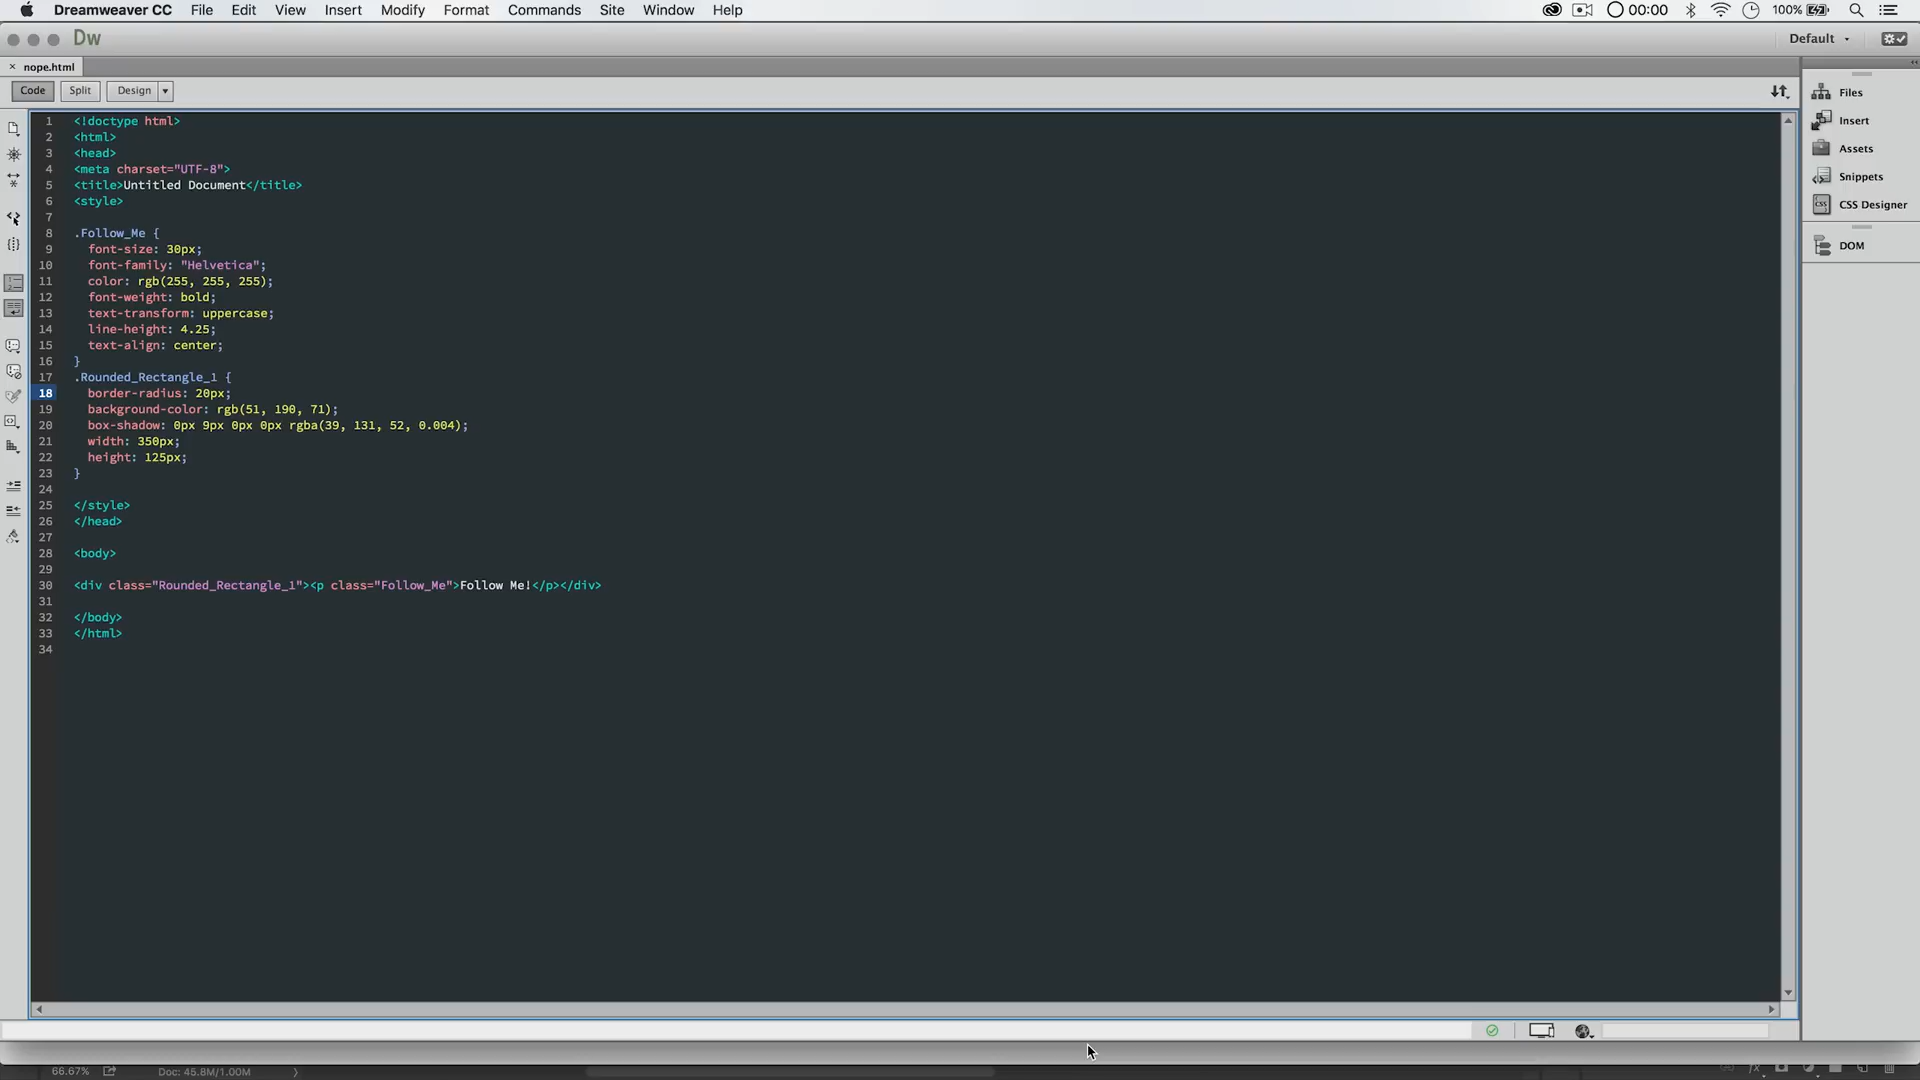 Dreamweaver CC File Edit View Insert Modify Format Commands Site Window Help 00:00 100%
Dw Default
nope.html
Code Split Design
Files
Insert
Assets
Snippets
CSS Designer
DOM
1 <!doctype html>
2 <html>
3 <head>
4 <meta charset="UTF-8">
5 <title>Untitled Document</title>
6 <style>
7
8 .Follow_Me {
9 font-size: 30px;
10 font-family: "Helvetica";
11 color: rgb(255, 255, 255);
12 font-weight: bold;
13 text-transform: uppercase;
14 line-height: 4.25;
15 text-align: center;
16 }
17 .Rounded_Rectangle_1 {
18 border-radius: 20px;
19 background-color: rgb(51, 190, 71);
20 box-shadow: 0px 9px 0px 0px rgba(39, 131, 52, 0.004);
21 width: 350px;
22 height: 125px;
23 }
24
25 </style>
26 </head>
27
28 <body>
29
30 <div class="Rounded_Rectangle_1"><p class="Follow_Me">Follow Me!</p></div>
31
32 </body>
33 </html>
34
66.67% Doc: 45.8M/1.00M